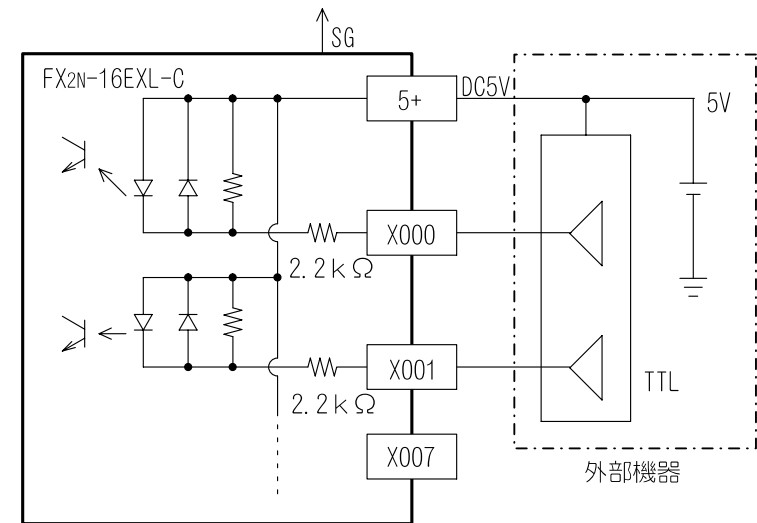 SG
FX2N-16EXL-C
5+
DC5V
5V
X000
2.2kΩ
X001
2.2kΩ
TTL
X007
外部機器